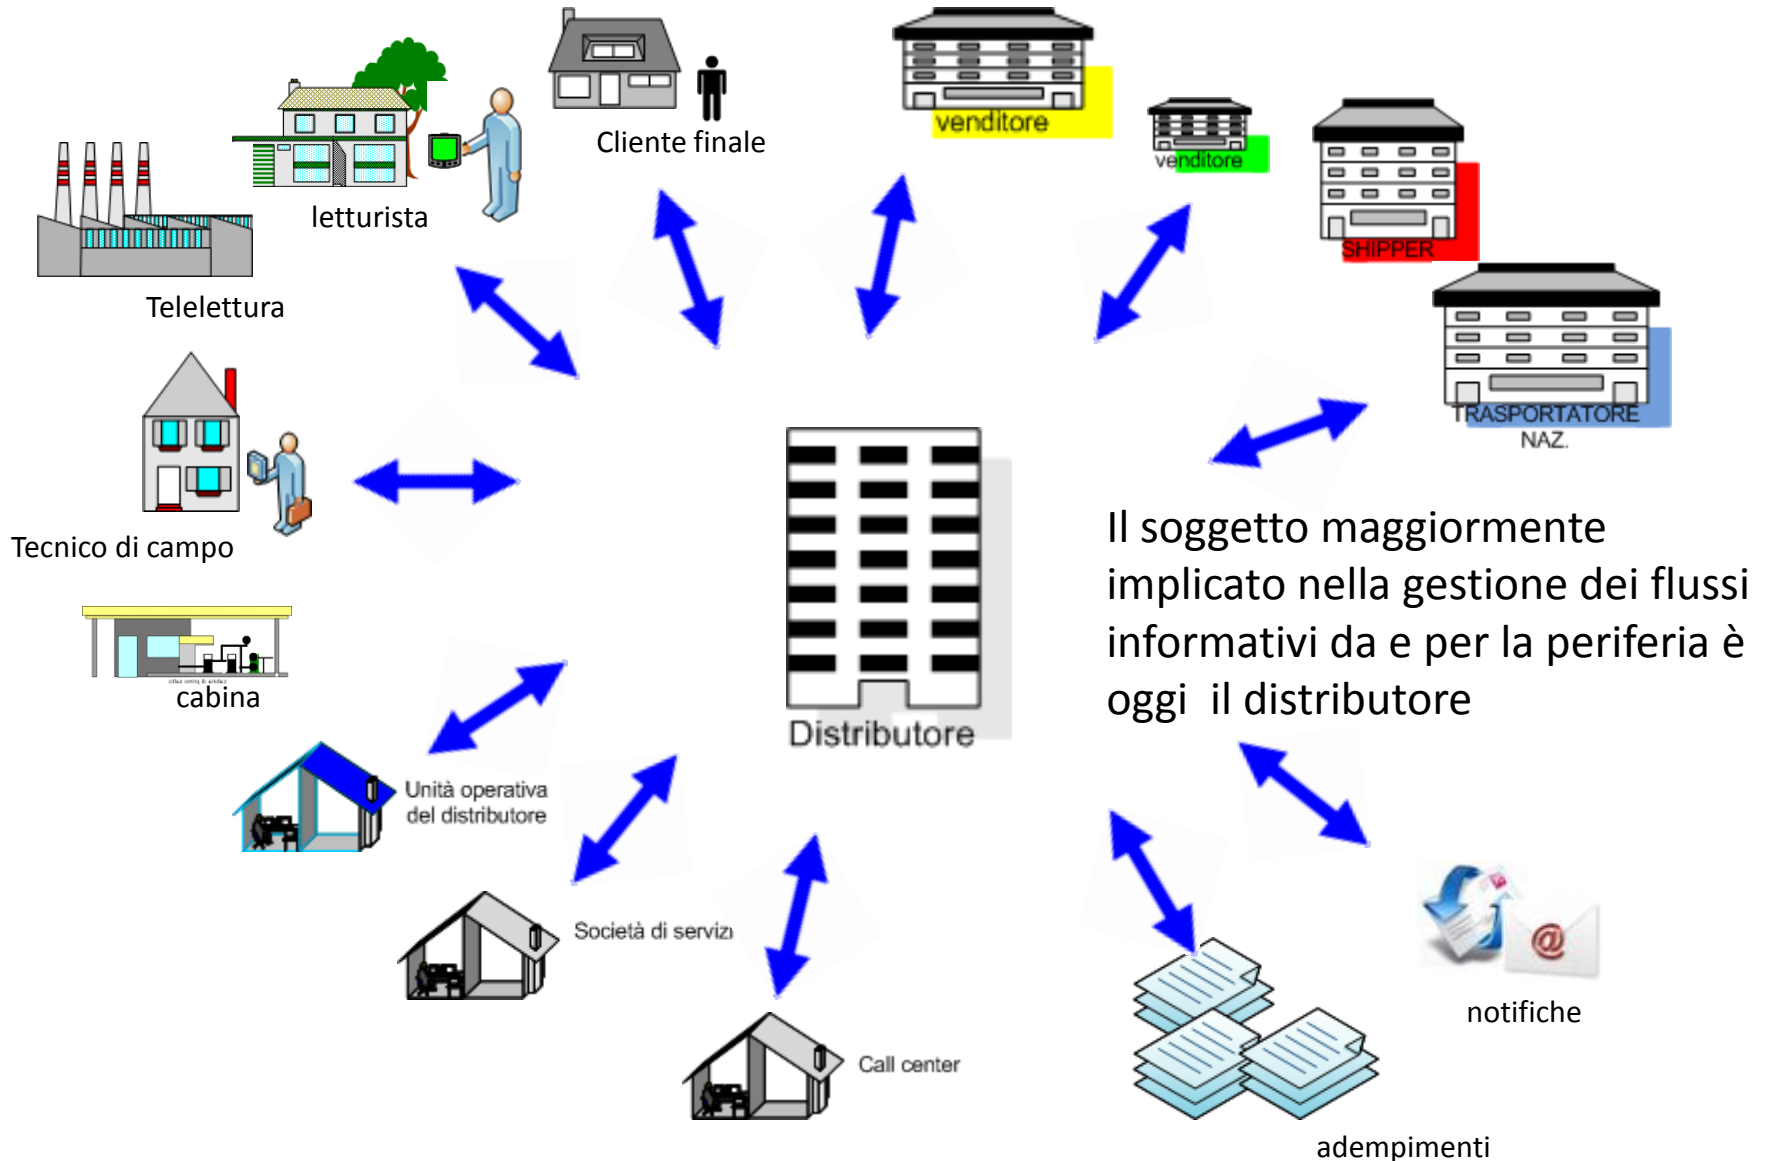 venditore
Cliente finale
venditore
letturista
SHIPPER
Telelettura
TRASPORTATORE
NAZ.
Tecnico di campo
Il soggetto maggiormente
implicato nella gestione dei flussi
informativi da e per la periferia è
oggi il distributore
cabina
Distributore
Unità operativa
del distributore
Società di servizi
Call center
@
notifiche
adempimenti